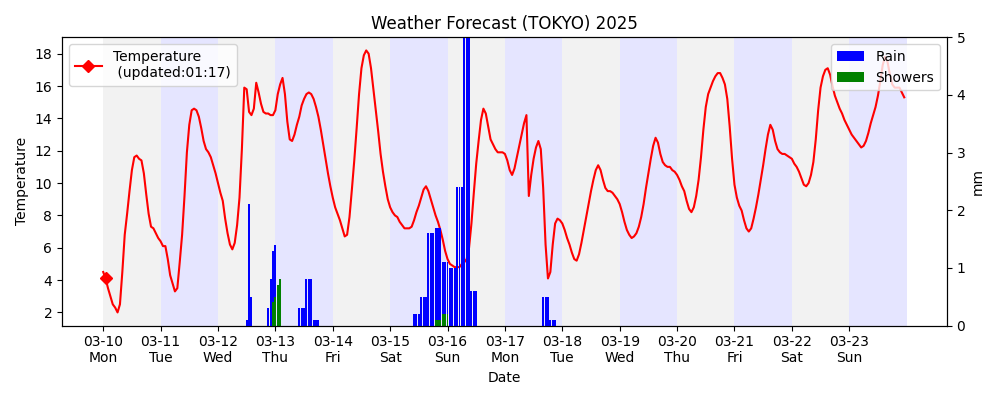 Weather Forecast (TOKYO) 2025
Temperature
(updated:01:17)
Rain
Showers
Temperature
18
16
14
12
10
8
6
4
2
5
4
3
2
1
0
mm
03-10 03-11 03-12 03-13 03-14 03-15 03-16 03-17 03-18 03-19 03-20 03-21 03-22 03-23
Mon Tue Wed Thu Fri Sat Sun Mon Tue Wed Thu Fri Sat Sun
Date